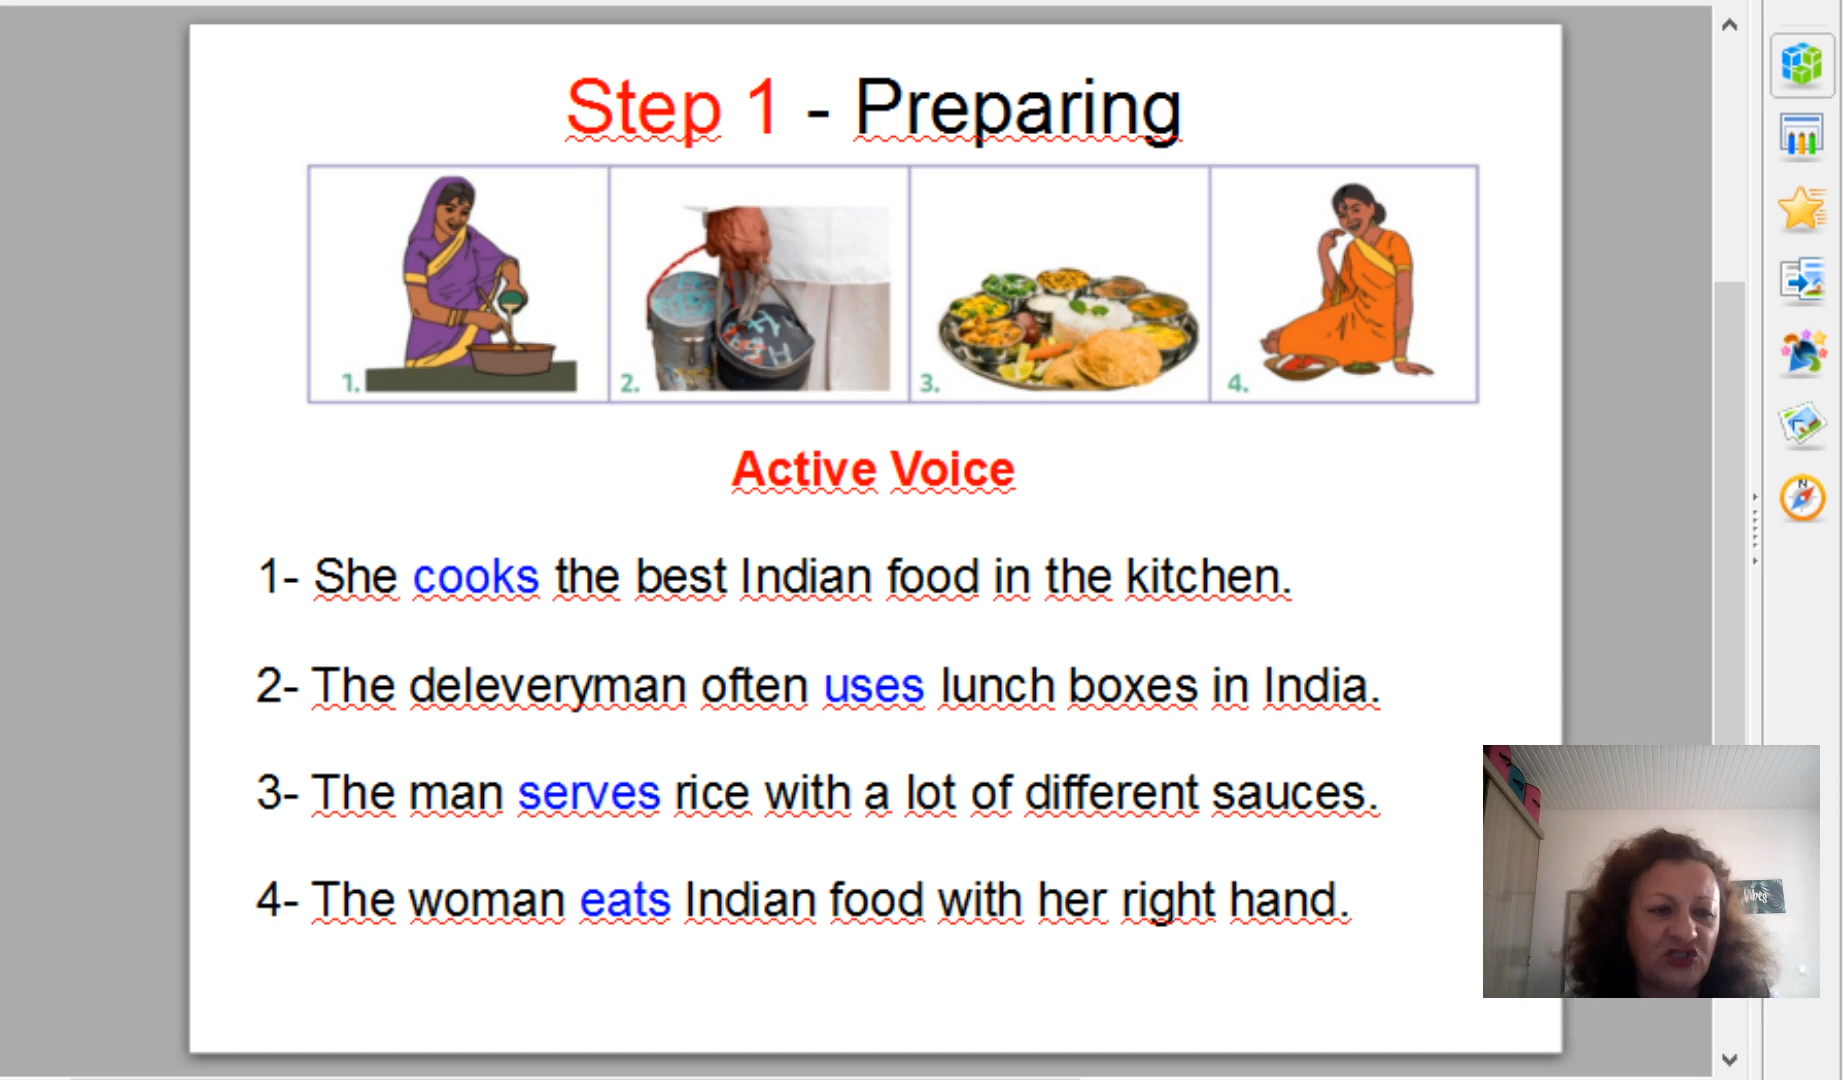 Step 1 - Preparing
1. 2. 3. 4.
Active Voice
1- She cooks the best Indian food in the kitchen.
2- The deleveryman often uses lunch boxes in India.
3- The man serves rice with a lot of different sauces.
4- The woman eats Indian food with her right hand.
Vibes
N